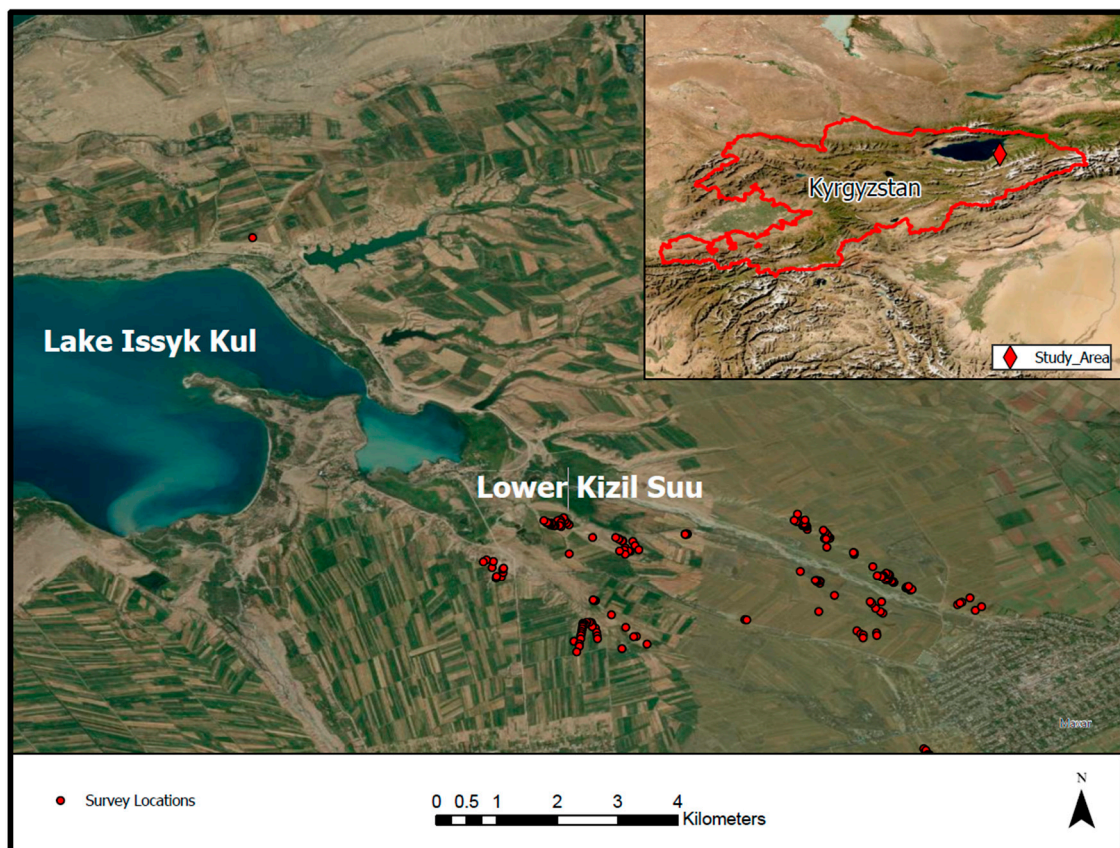 Kyrgyzstan
Study_Area
Lake Issyk Kul
Lower Kizil Suu
Survey Locations
0 0.5 1 2 3 4
Kilometers
N